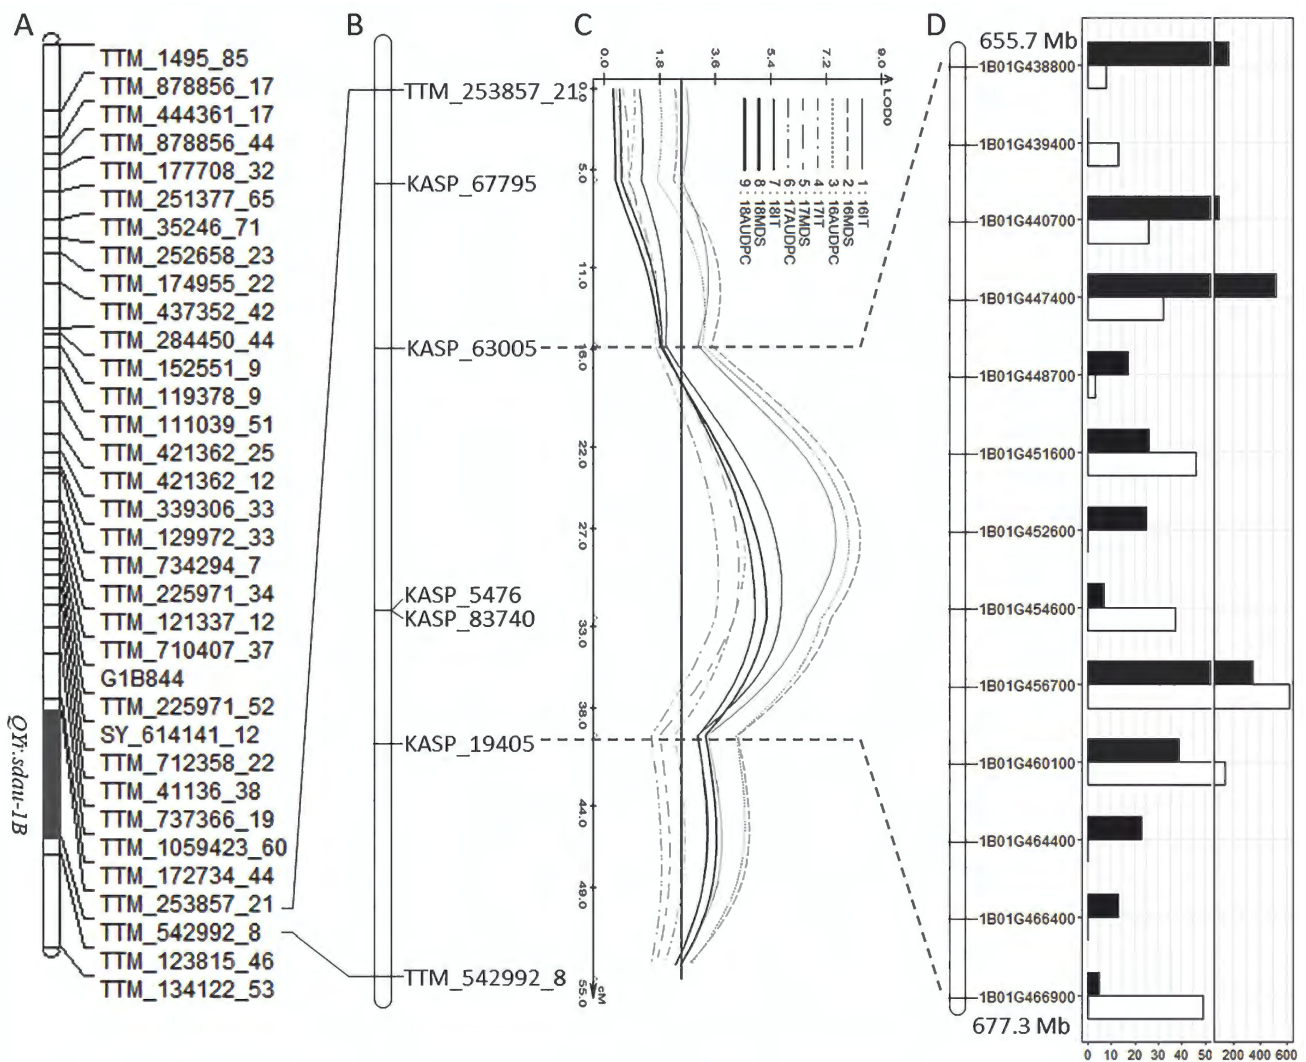 A
TTM_1495_85
TTM_878856_17
TTM_444361_17
TTM_878856_44
TTM_177708_32
TTM_251377_65
TTM_35246_71
TTM_252658_23
TTM_174955_22
TTM_437352_42
TTM_284450_44
TTM_152551_9
TTM_119378_9
TTM_111039_51
TTM_421362_25
TTM_421362_12
TTM_339306_33
TTM_129972_33
TTM_734294_7
TTM_225971_34
TTM_121337_12
TTM_710407_37
G1B844
TTM_225971_52
SY_614141_12
TTM_712358_22
TTM_41136_38
TTM_737366_19
TTM_1059423_60
TTM_172734_44
TTM_253857_21
TTM_542992_8
TTM_123815_46
TTM_134122_53
QYr.sdau-1B
B
TTM_253857_21
KASP_67795
KASP_63005
KASP_5476
KASP_83740
KASP_19405
TTM_542992_8
C
0.0 1.8 3.6 5.4 7.2 9.0
LOD0
0.0
5.0
11.0
16.0
22.0
27.0
33.0
38.0
44.0
49.0
55.0
cM
1 : 16IT
2 : 16MDS
3 : 16AUDPC
4 : 17IT
5 : 17MDS
6 : 17AUDPC
7 : 18IT
8 : 18MDS
9 : 18AUDPC
D
655.7 Mb
1B01G438800
1B01G439400
1B01G440700
1B01G447400
1B01G448700
1B01G451600
1B01G452600
1B01G454600
1B01G456700
1B01G460100
1B01G464400
1B01G466400
1B01G466900
677.3 Mb
0 10 20 30 40 50 200 400 600